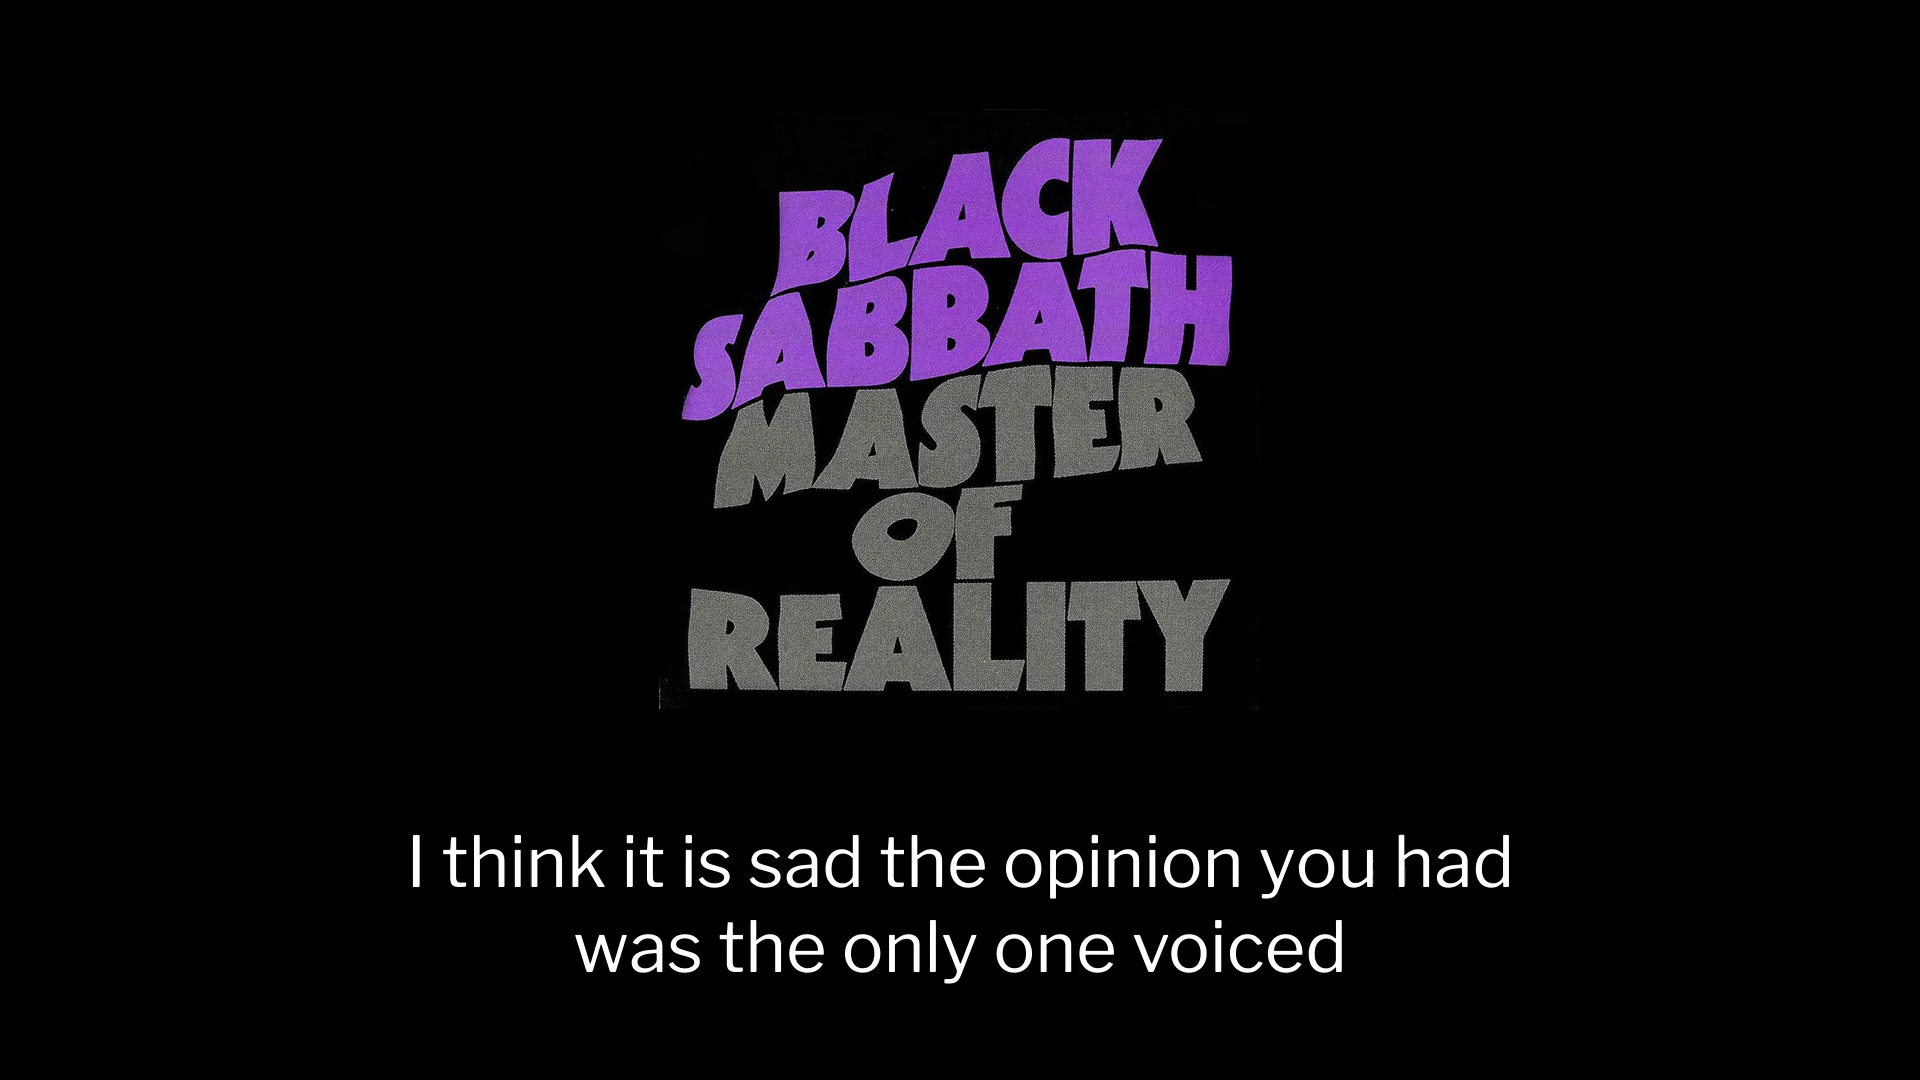 BLACK
SABBATH
MASTER
OF
REALITY
I think it is sad the opinion you had
was the only one voiced